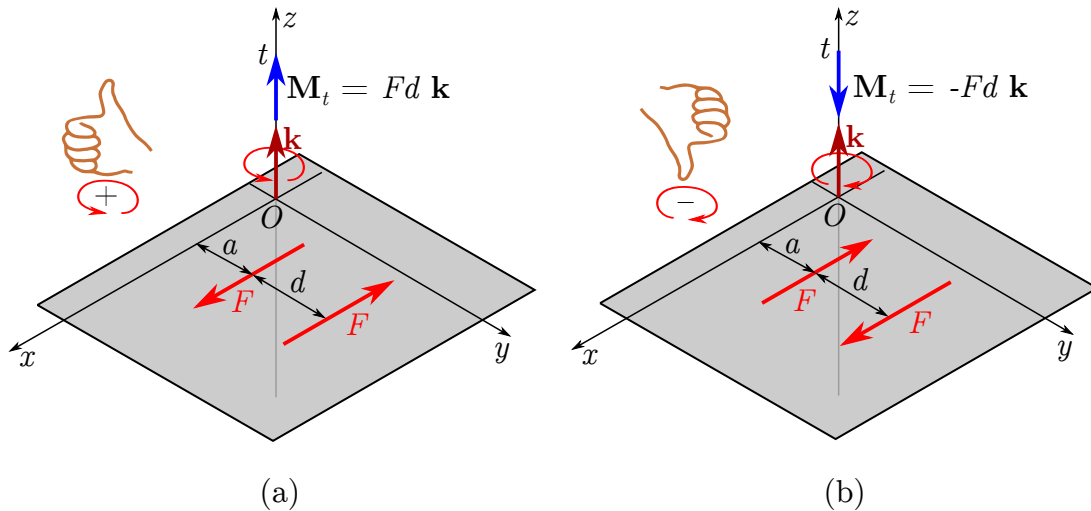 z
t
M_t = Fd k
k
+
O
a
d
F
F
x
y
(a)
z
t
M_t = -Fd k
k
−
O
a
d
F
F
x
y
(b)